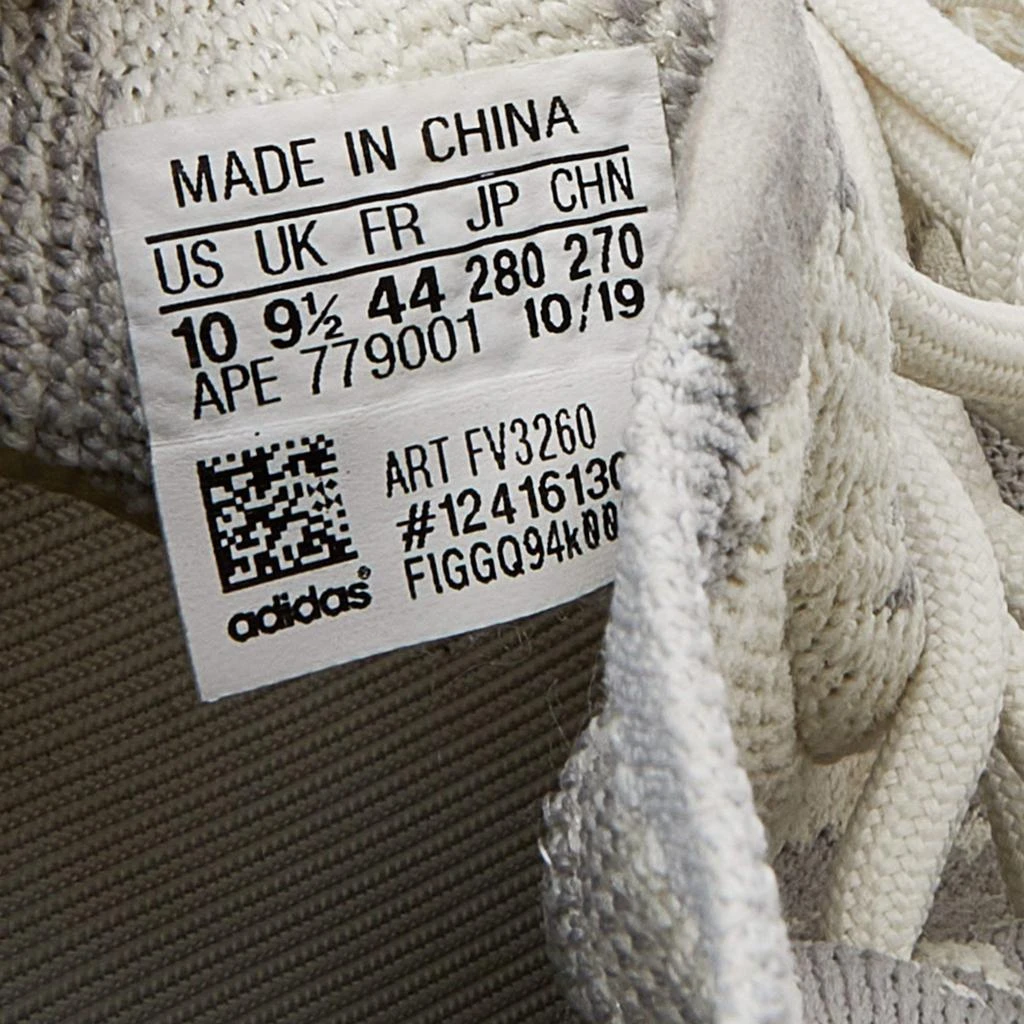 MADE IN CHINA
US UK FR JP CHN
10 9½ 44 280 270
APE 779001 10/19
ART FV3260
#12416130
F1GGQ94k00
adidas®